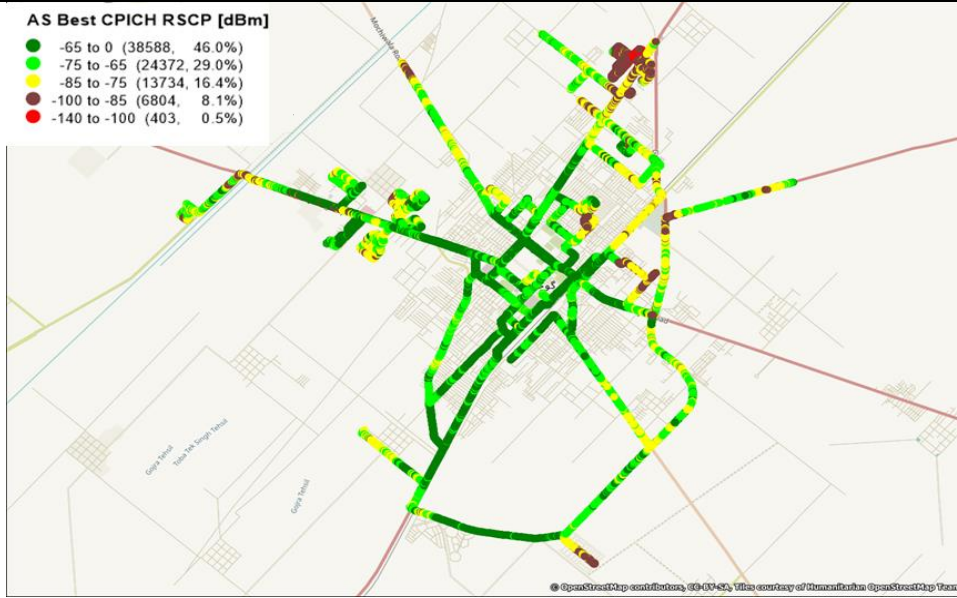 AS Best CPICH RSCP [dBm]
-65 to 0 (38588, 46.0%)
-75 to -65 (24372, 29.0%)
-85 to -75 (13734, 16.4%)
-100 to -85 (6804, 8.1%)
-140 to -100 (403, 0.5%)
Mochiwala Ro
Gojra Tehsil
Toba Tek Singh Tehsil
Gojra Tehsil
© OpenStreetMap contributors, CC-BY-SA, Tiles courtesy of Humanitarian OpenStreetMap Team